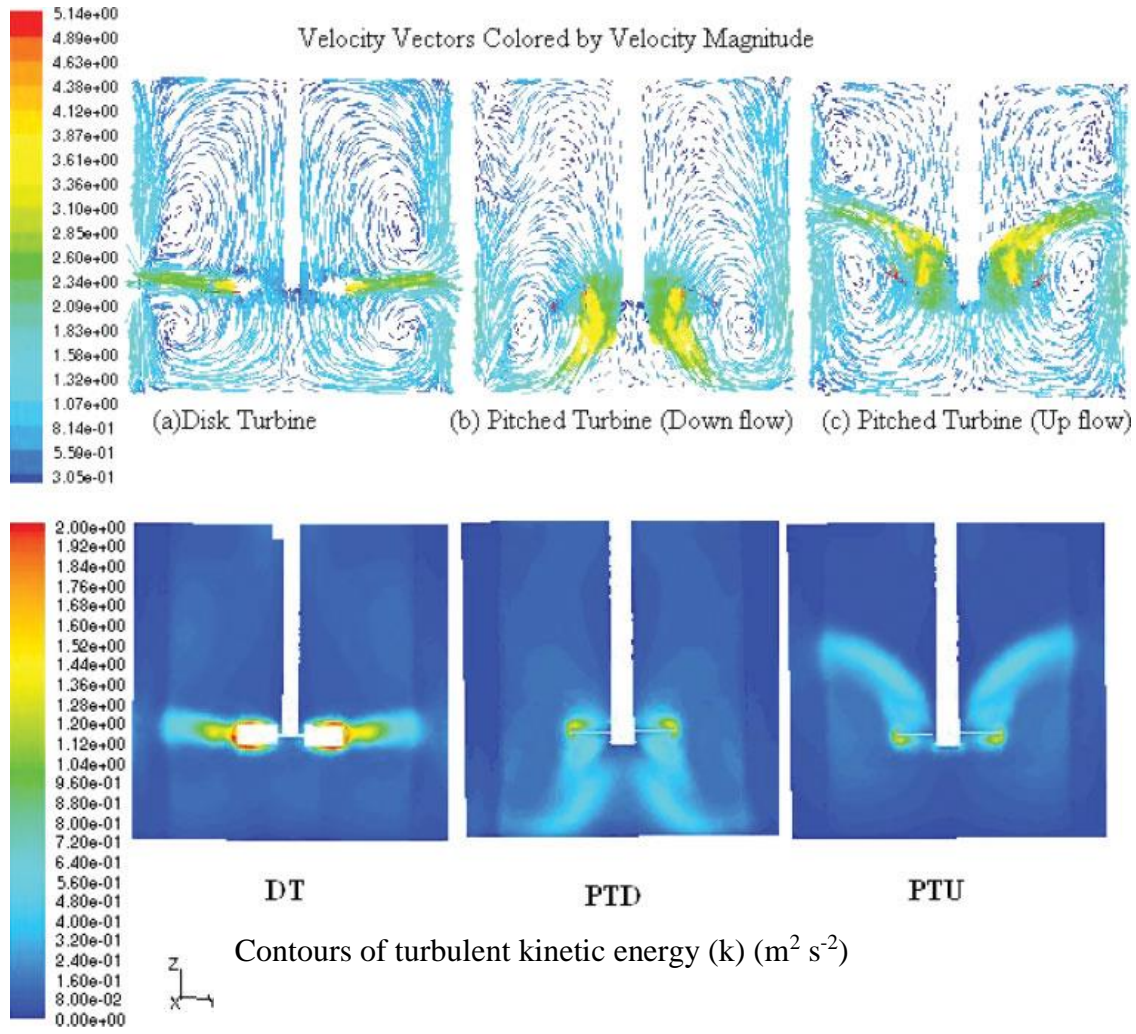 Velocity Vectors Colored by Velocity Magnitude
5.14e+00
4.89e+00
4.63e+00
4.38e+00
4.12e+00
3.87e+00
3.61e+00
3.36e+00
3.10e+00
2.85e+00
2.60e+00
2.34e+00
2.09e+00
1.83e+00
1.58e+00
1.32e+00
1.07e+00
8.14e-01
5.59e-01
3.05e-01
(a)Disk Turbine
(b) Pitched Turbine (Down flow)
(c) Pitched Turbine (Up flow)
2.00e+00
1.92e+00
1.84e+00
1.76e+00
1.68e+00
1.60e+00
1.52e+00
1.44e+00
1.36e+00
1.28e+00
1.20e+00
1.12e+00
1.04e+00
9.60e-01
8.80e-01
8.00e-01
7.20e-01
6.40e-01
5.60e-01
4.80e-01
4.00e-01
3.20e-01
2.40e-01
1.60e-01
8.00e-02
0.00e+00
DT
PTD
PTU
Contours of turbulent kinetic energy (k) (m² s⁻²)
Z
X